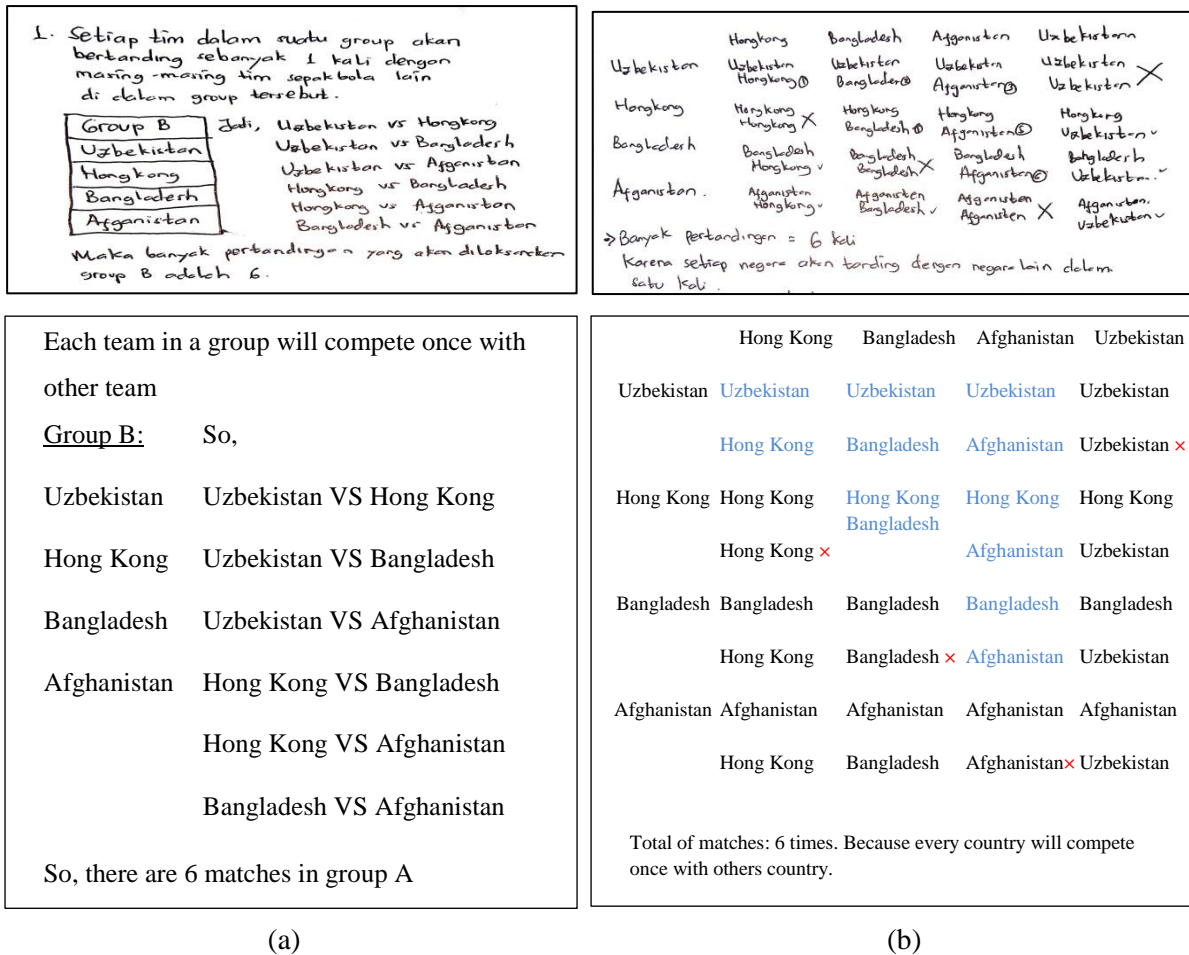 1. Setiap tim dalam suatu group akan
bertanding sebanyak 1 kali dengan
masing-masing tim sepakbola lain
di dalam group tersebut.
Group B
Uzbekistan
Hongkong
Bangladesh
Afganistan
Jadi, Uzbekistan vs Hongkong
Uzbekistan vs Bangladesh
Uzbekistan vs Afganistan
Hongkong vs Bangladesh
Hongkong vs Afganistan
Bangladesh vs Afganistan
Maka banyak pertandingan yang akan dilaksanakan
group B adalah 6.
Hongkong Bangladesh Afganistan Uzbekistan
Uzbekistan Uzbekistan Uzbekistan Uzbekistan Uzbekistan
Hongkong ① Bangladesh Afganistan ③ Uzbekistan ×
Hongkong Hongkong Hongkong Hongkong Hongkong
Hongkong × Bangladesh Afganistan ⑤ Uzbekistan ✓
Bangladesh Bangladesh Bangladesh Bangladesh Bangladesh
Hongkong ✓ Bangladesh × Afganistan ⑥ Uzbekistan ✓
Afganistan. Afganistan Afganistan Afganistan Afganistan.
Hongkong ✓ Bangladesh ✓ Afganistan × Uzbekistan ✓
⇒ Banyak pertandingan = 6 kali
Karena setiap negara akan tanding dengan negara lain dalam
satu kali.
Each team in a group will compete once with
other team
Group B: So,
Uzbekistan Uzbekistan VS Hong Kong
Hong Kong Uzbekistan VS Bangladesh
Bangladesh Uzbekistan VS Afghanistan
Afghanistan Hong Kong VS Bangladesh
Hong Kong VS Afghanistan
Bangladesh VS Afghanistan
So, there are 6 matches in group A
Hong Kong Bangladesh Afghanistan Uzbekistan
Uzbekistan Uzbekistan Uzbekistan Uzbekistan Uzbekistan
Hong Kong Bangladesh Afghanistan Uzbekistan ×
Hong Kong Hong Kong Hong Kong Hong Kong Hong Kong
Bangladesh
Hong Kong × Afghanistan Uzbekistan
Bangladesh Bangladesh Bangladesh Bangladesh Bangladesh
Hong Kong Bangladesh × Afghanistan Uzbekistan
Afghanistan Afghanistan Afghanistan Afghanistan Afghanistan
Hong Kong Bangladesh Afghanistan× Uzbekistan
Total of matches: 6 times. Because every country will compete
once with others country.
(a) (b)